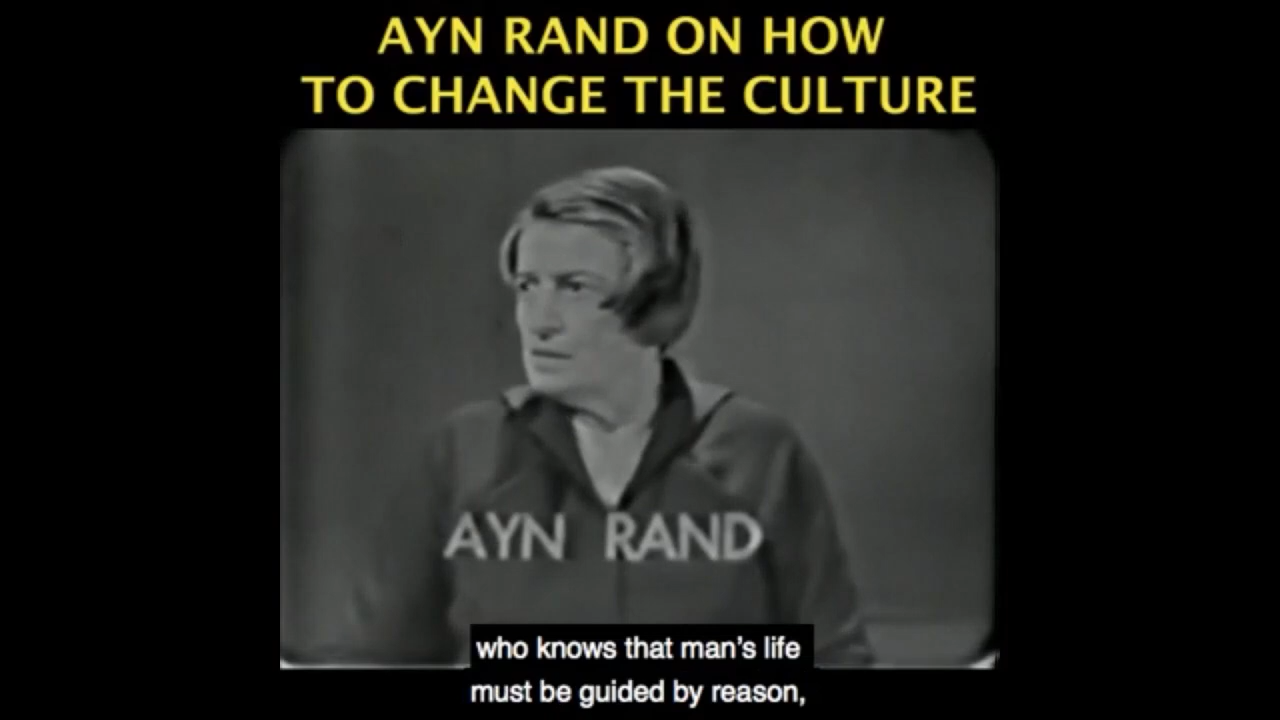 AYN RAND ON HOW
TO CHANGE THE CULTURE
AYN RAND
who knows that man's life
must be guided by reason,